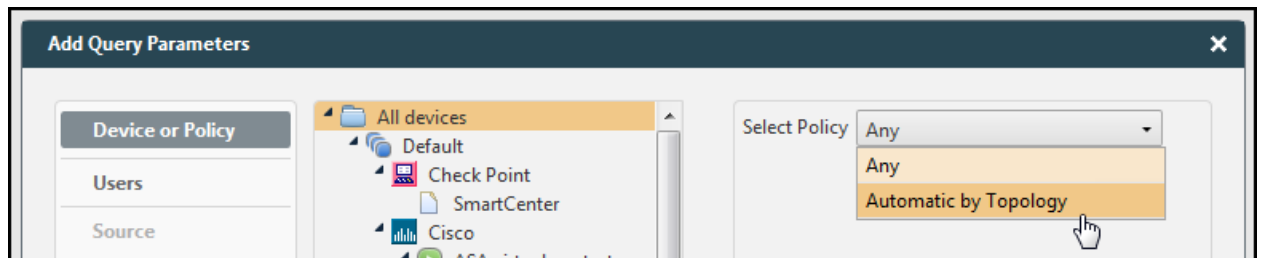 Add Query Parameters
Device or Policy
Users
Source
All devices
Default
Check Point
SmartCenter
Cisco
Select Policy Any
Any
Automatic by Topology